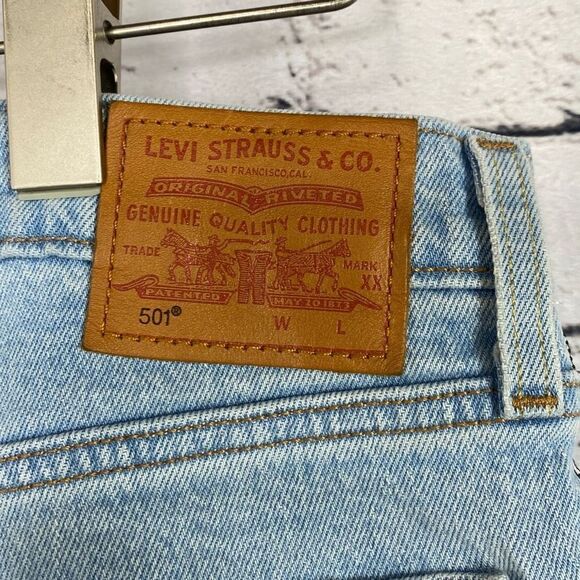 LEVI STRAUSS & CO.
SAN FRANCISCO, CAL.
ORIGINAL RIVETED
GENUINE QUALITY CLOTHING
TRADE MARK
XX
PATENTED MAY 20 1873
501® W L